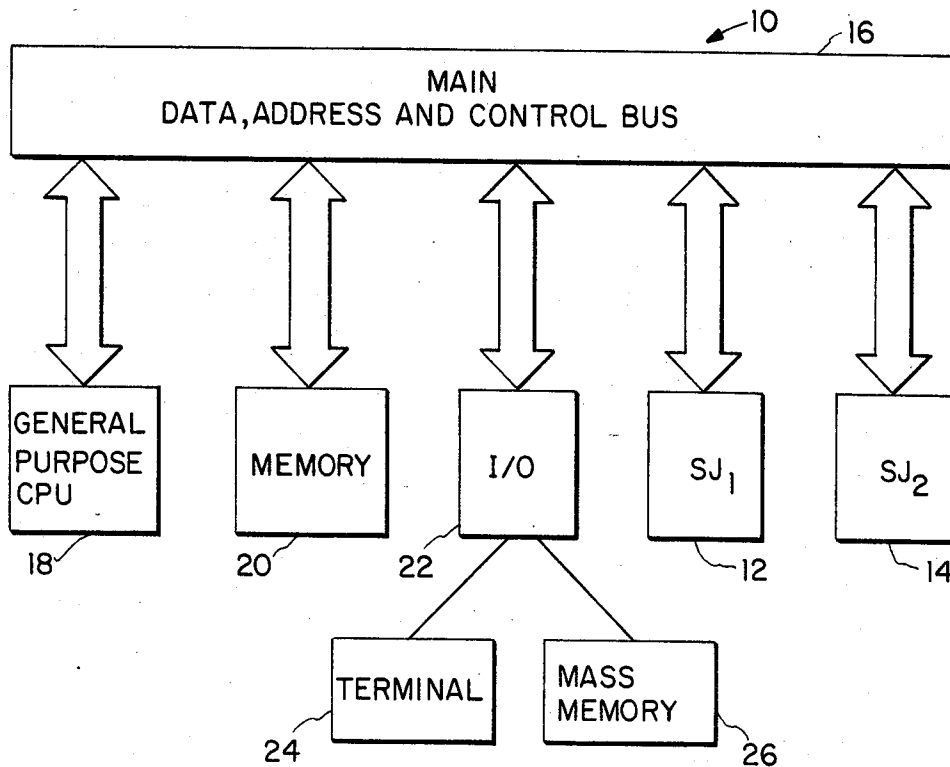 10
16
MAIN
DATA, ADDRESS AND CONTROL BUS
GENERAL
PURPOSE
CPU
MEMORY
I/O
SJ1
SJ2
18
20
22
12
14
TERMINAL
MASS
MEMORY
24
26